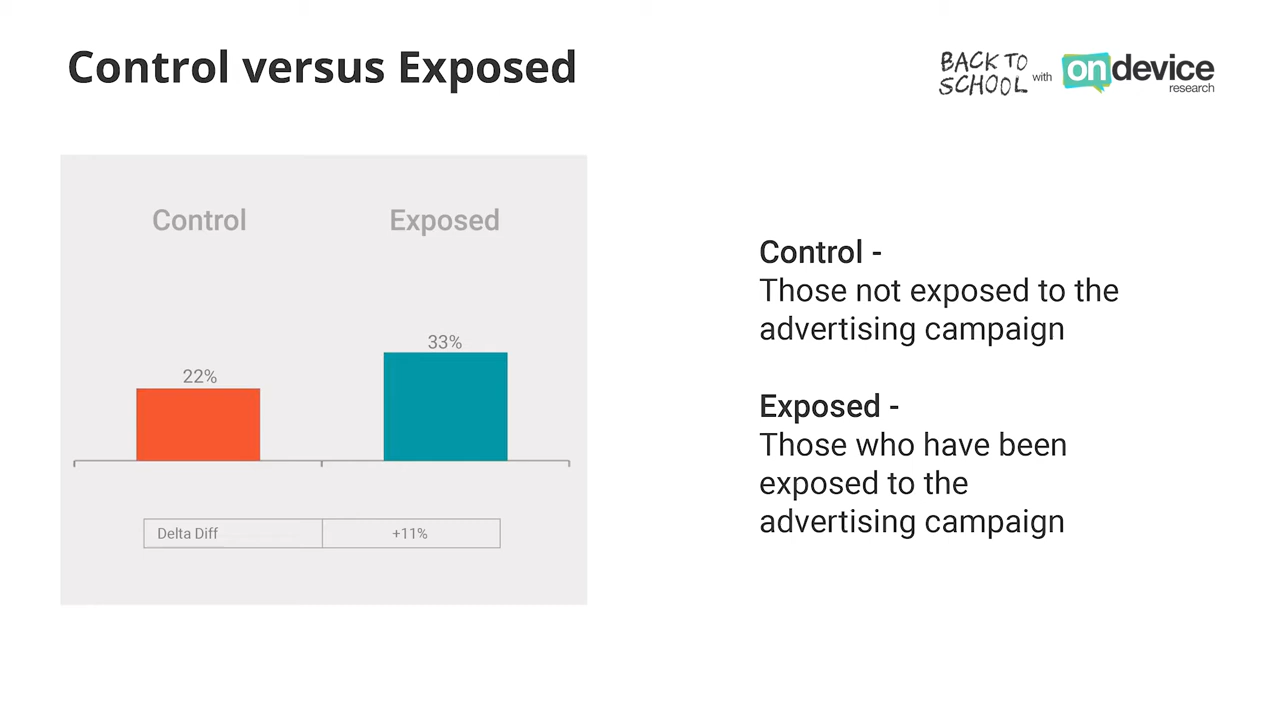 Control versus Exposed
BACK TO
SCHOOL with
ondevice
research
Control
Exposed
22%
33%
Delta Diff
+11%
Control -
Those not exposed to the
advertising campaign
Exposed -
Those who have been
exposed to the
advertising campaign